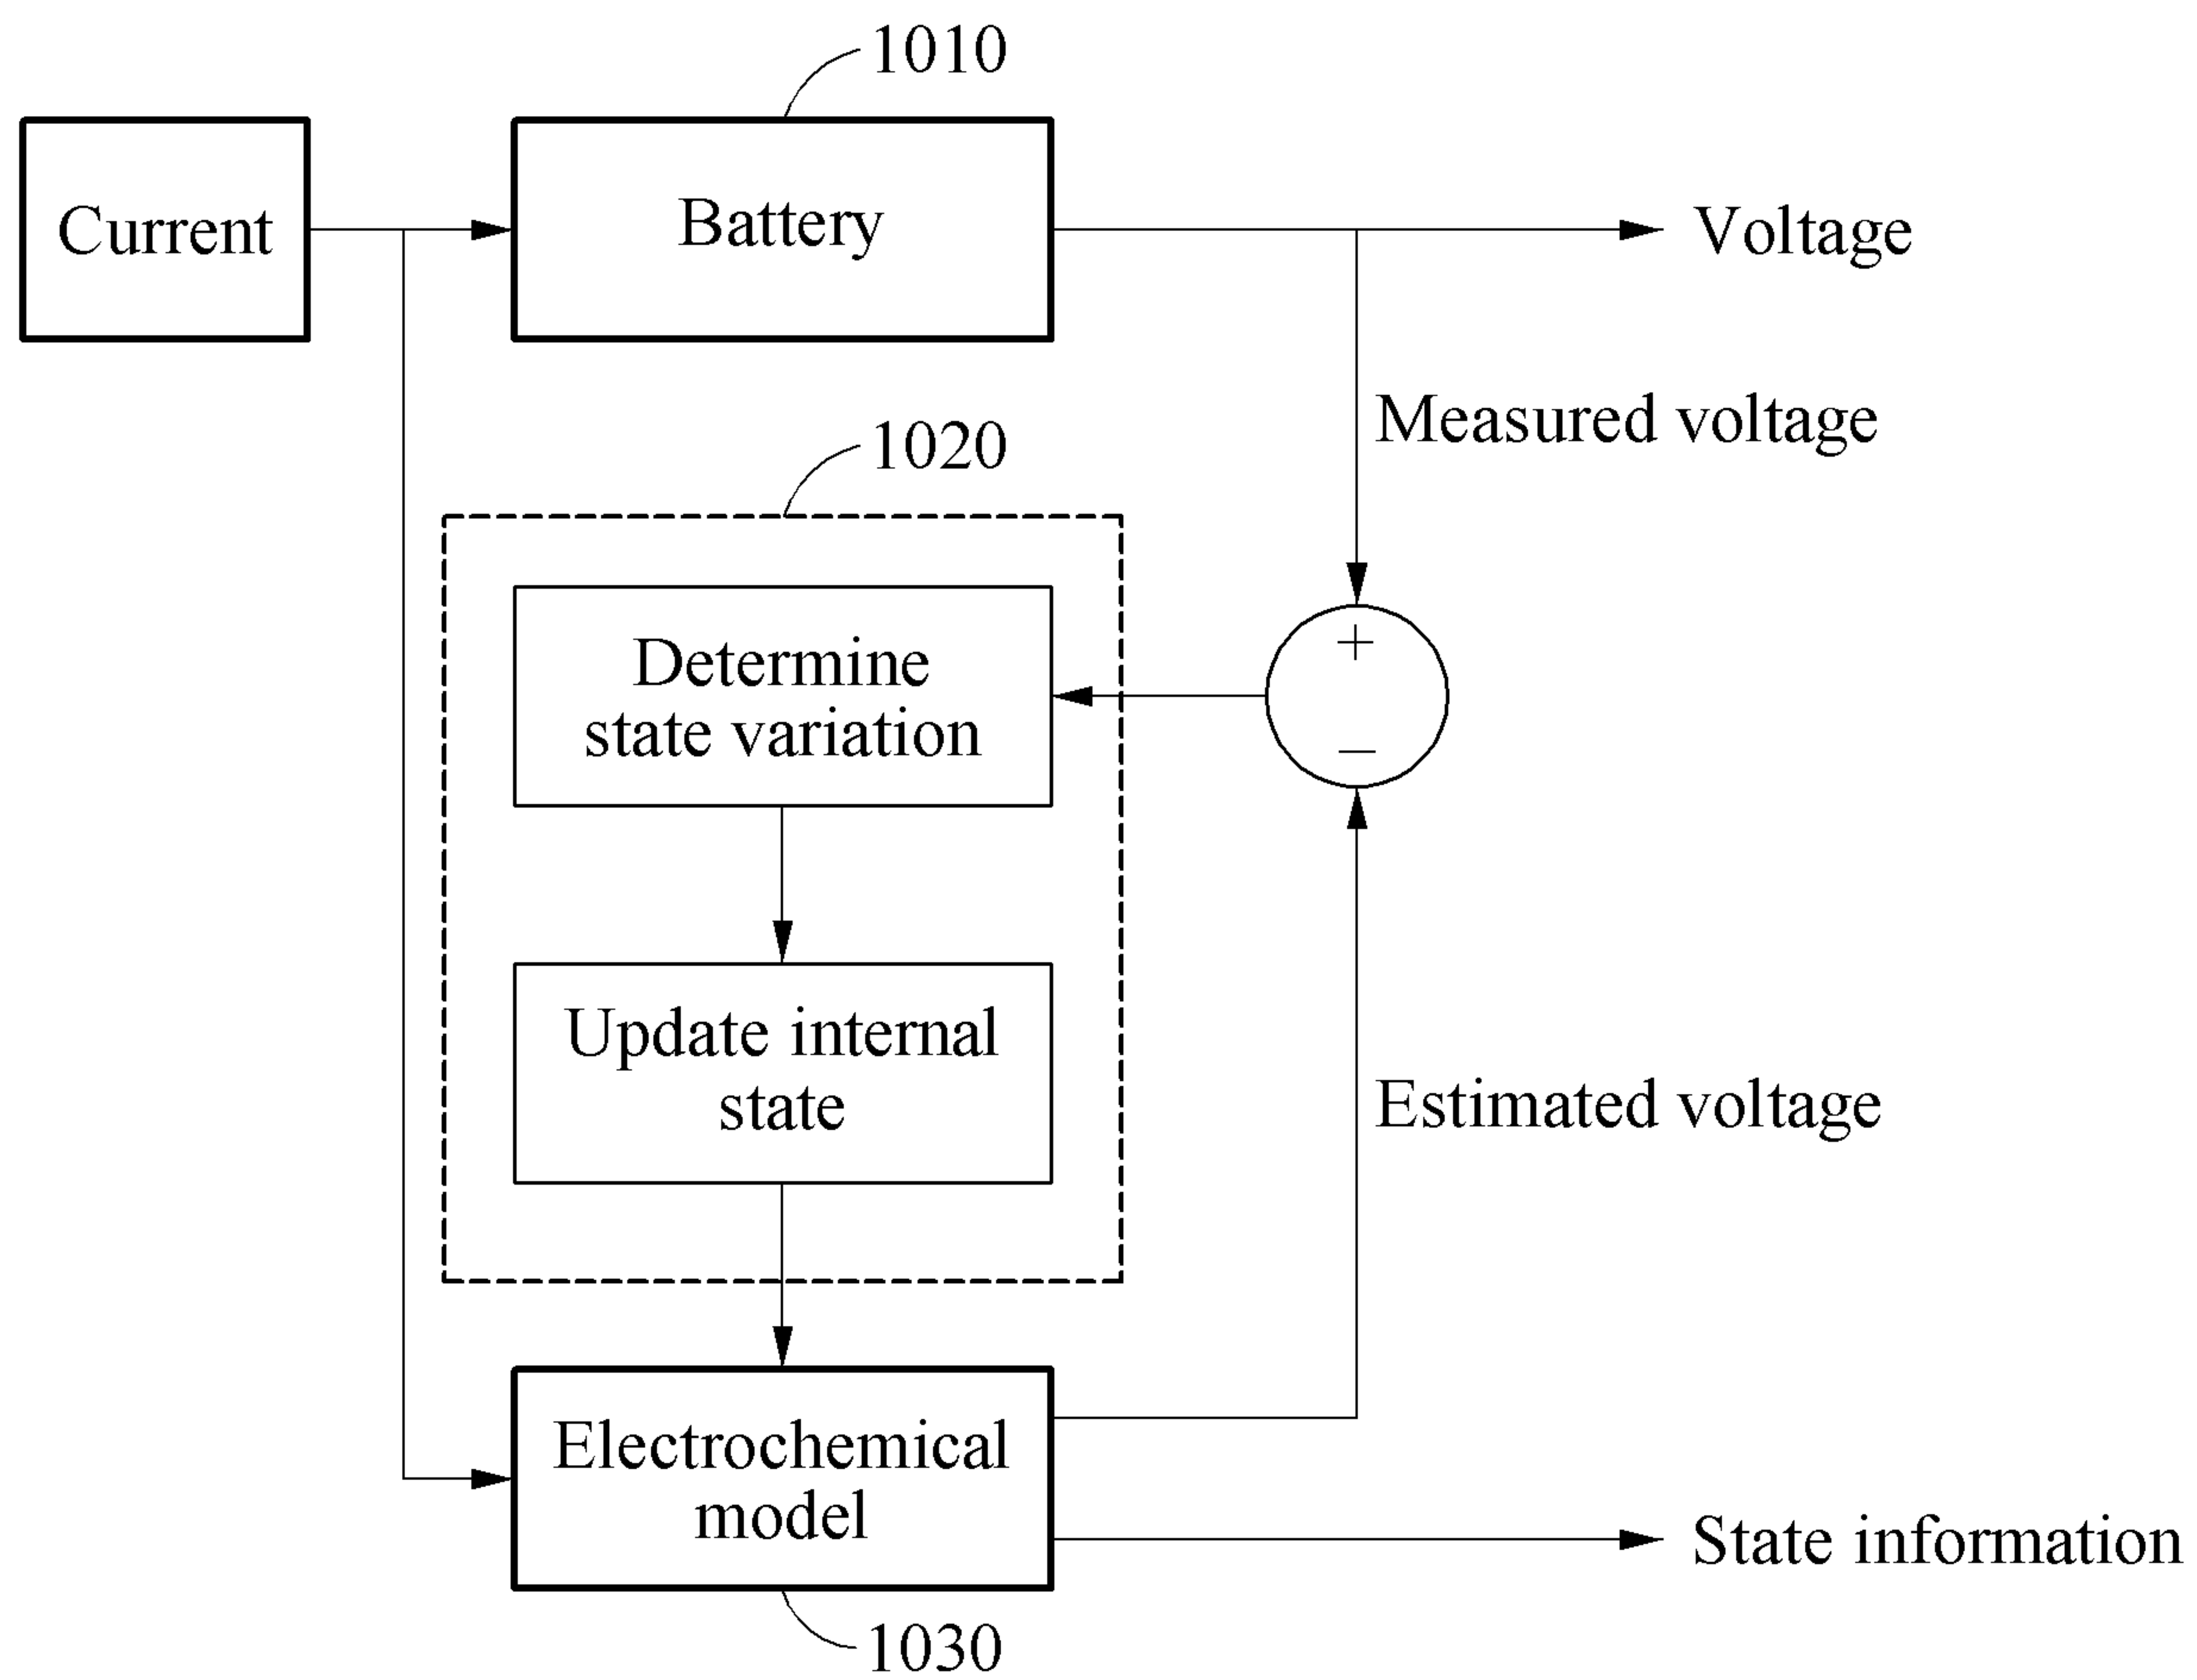 1010
Current
Battery
Voltage
Measured voltage
1020
+
Determine
state variation
−
Update internal
state
Estimated voltage
Electrochemical
model
State information
1030